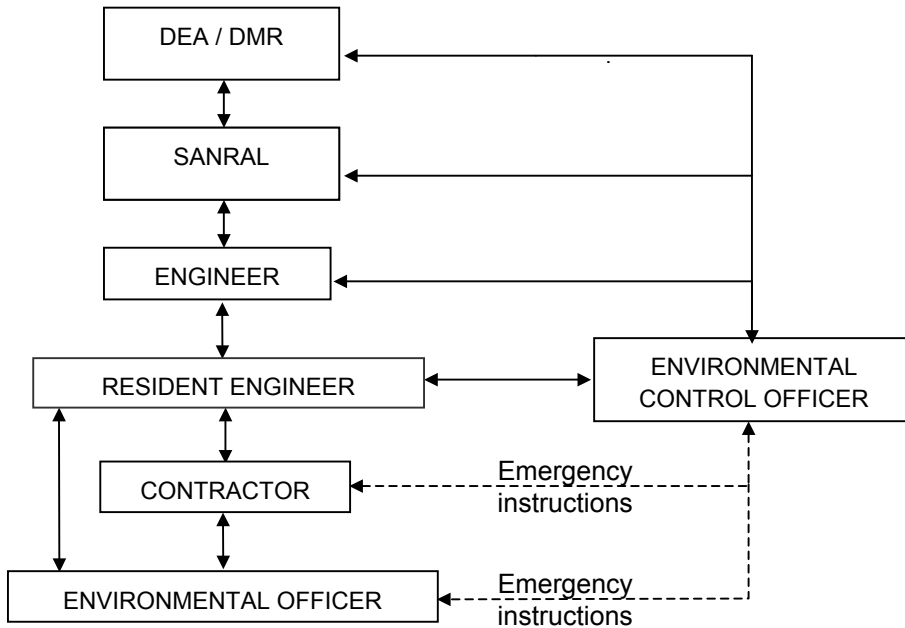 DEA / DMR
SANRAL
ENGINEER
RESIDENT ENGINEER
ENVIRONMENTAL
CONTROL OFFICER
CONTRACTOR
Emergency
instructions
ENVIRONMENTAL OFFICER
Emergency
instructions